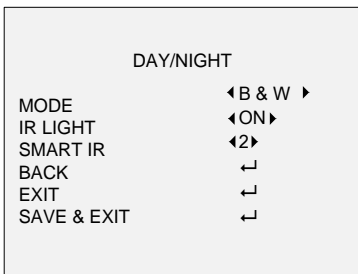 DAY/NIGHT
MODE B & W
IR LIGHT ON
SMART IR 2
BACK
EXIT
SAVE & EXIT